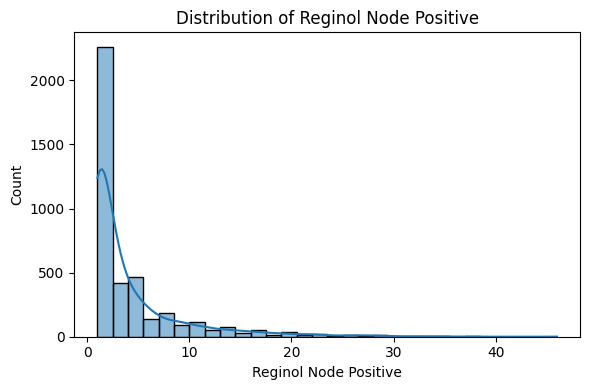 Distribution of Reginol Node Positive
2000
1500
1000
500
0
Count
0 10 20 30 40
Reginol Node Positive